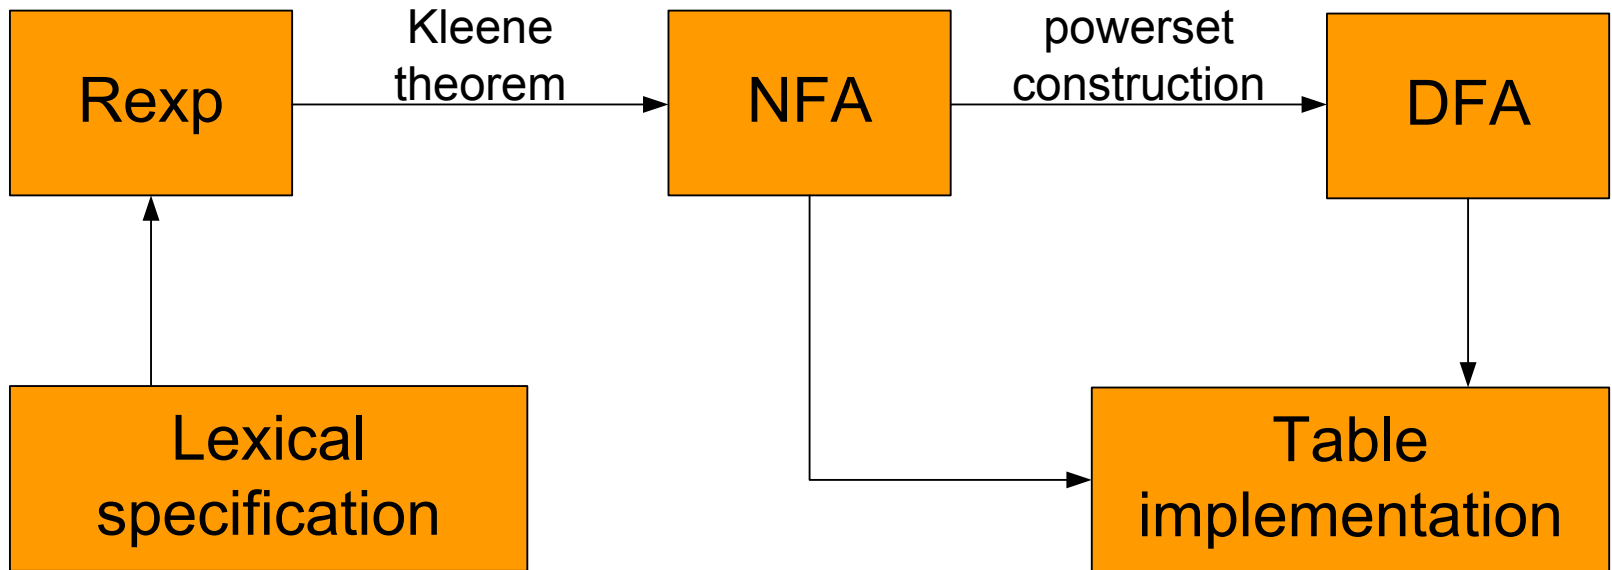 Rexp
Kleene
theorem
NFA
powerset
construction
DFA
Lexical
specification
Table
implementation